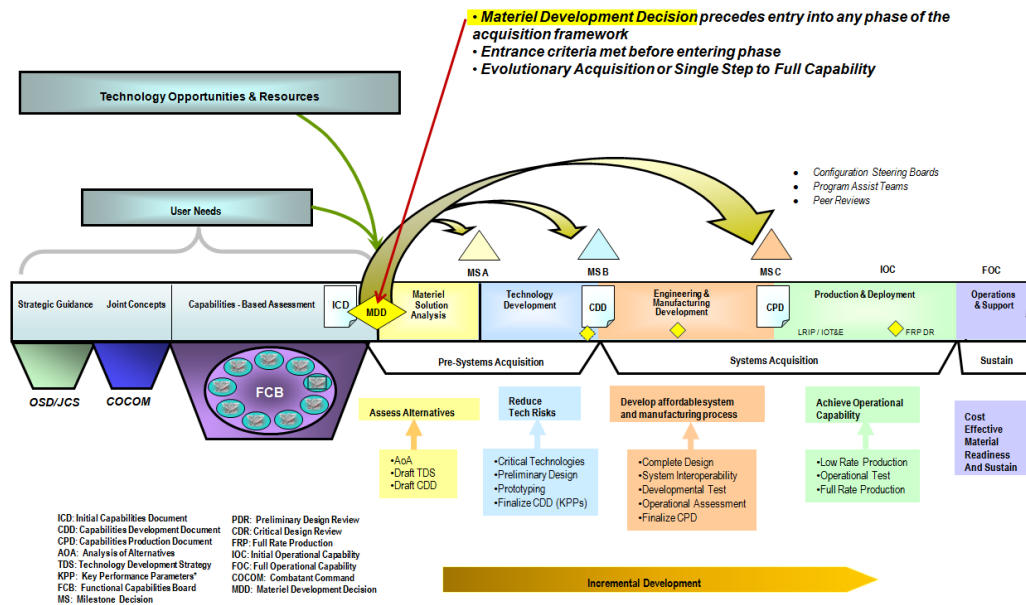 • Materiel Development Decision precedes entry into any phase of the
acquisition framework
• Entrance criteria met before entering phase
• Evolutionary Acquisition or Single Step to Full Capability
Technology Opportunities & Resources
User Needs
• Configuration Steering Boards
• Program Assist Teams
• Peer Reviews
MS A
MS B
MS C
IOC
FOC
Strategic Guidance
Joint Concepts
Capabilities - Based Assessment
ICD
MDD
Materiel
Solution
Analysis
Technology
Development
CDD
Engineering &
Manufacturing
Development
CPD
Production & Deployment
LRIP / IOT&E
FRP DR
Operations
& Support
Pre-Systems Acquisition
Systems Acquisition
Sustain
OSD/JCS
COCOM
FCB
Assess Alternatives
•AoA
•Draft TDS
•Draft CDD
Reduce
Tech Risks
•Critical Technologies
•Preliminary Design
•Prototyping
•Finalize CDD (KPPs)
Develop affordable system
and manufacturing process
•Complete Design
•System Interoperability
•Developmental Test
•Operational Assessment
•Finalize CPD
Achieve Operational
Capability
•Low Rate Production
•Operational Test
•Full Rate Production
Cost
Effective
Material
Readiness
And Sustain
ICD: Initial Capabilities Document
CDD: Capabilities Development Document
CPD: Capabilities Production Document
AOA: Analysis of Alternatives
TDS: Technology Development Strategy
KPP: Key Performance Parameters*
FCB: Functional Capabilities Board
MS: Milestone Decision
PDR: Preliminary Design Review
CDR: Critical Design Review
FRP: Full Rate Production
IOC: Initial Operational Capability
FOC: Full Operational Capability
COCOM: Combatant Command
MDD: Materiel Development Decision
Incremental Development